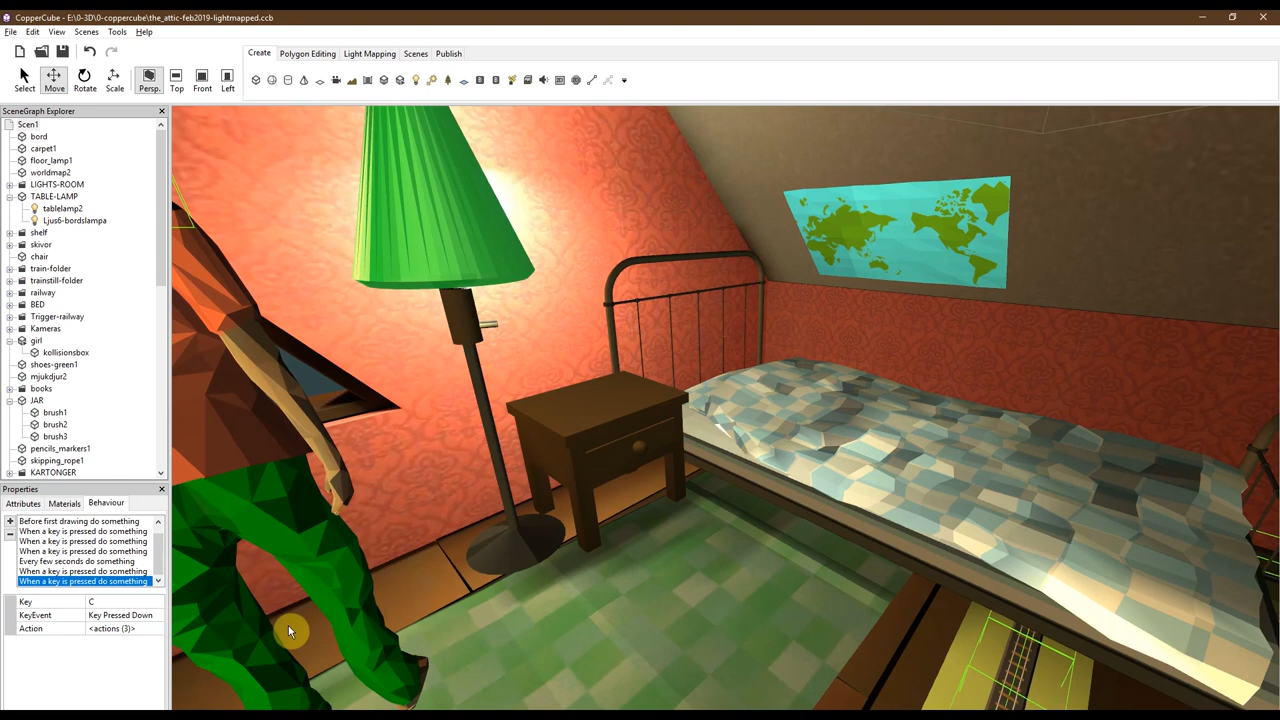 CopperCube - E:\0-3D\0-coppercube\the_attic-feb2019-lightmapped.ccb
File Edit View Scenes Tools Help
Create Polygon Editing Light Mapping Scenes Publish
Select Move Rotate Scale Persp. Top Front Left
SceneGraph Explorer
Scen1
bord
carpet1
floor_lamp1
worldmap2
LIGHTS-ROOM
TABLE-LAMP
tablelamp2
Ljus6-bordslampa
shelf
skivor
chair
train-folder
trainstill-folder
railway
BED
Trigger-railway
Kameras
girl
kollisionsbox
shoes-green1
mjukdjur2
books
JAR
brush1
brush2
brush3
pencils_markers1
skipping_rope1
KARTONGER
Properties
Attributes Materials Behaviour
Before first drawing do something
When a key is pressed do something
When a key is pressed do something
When a key is pressed do something
Every few seconds do something
When a key is pressed do something
When a key is pressed do something
Key C
KeyEvent Key Pressed Down
Action <actions (3)>